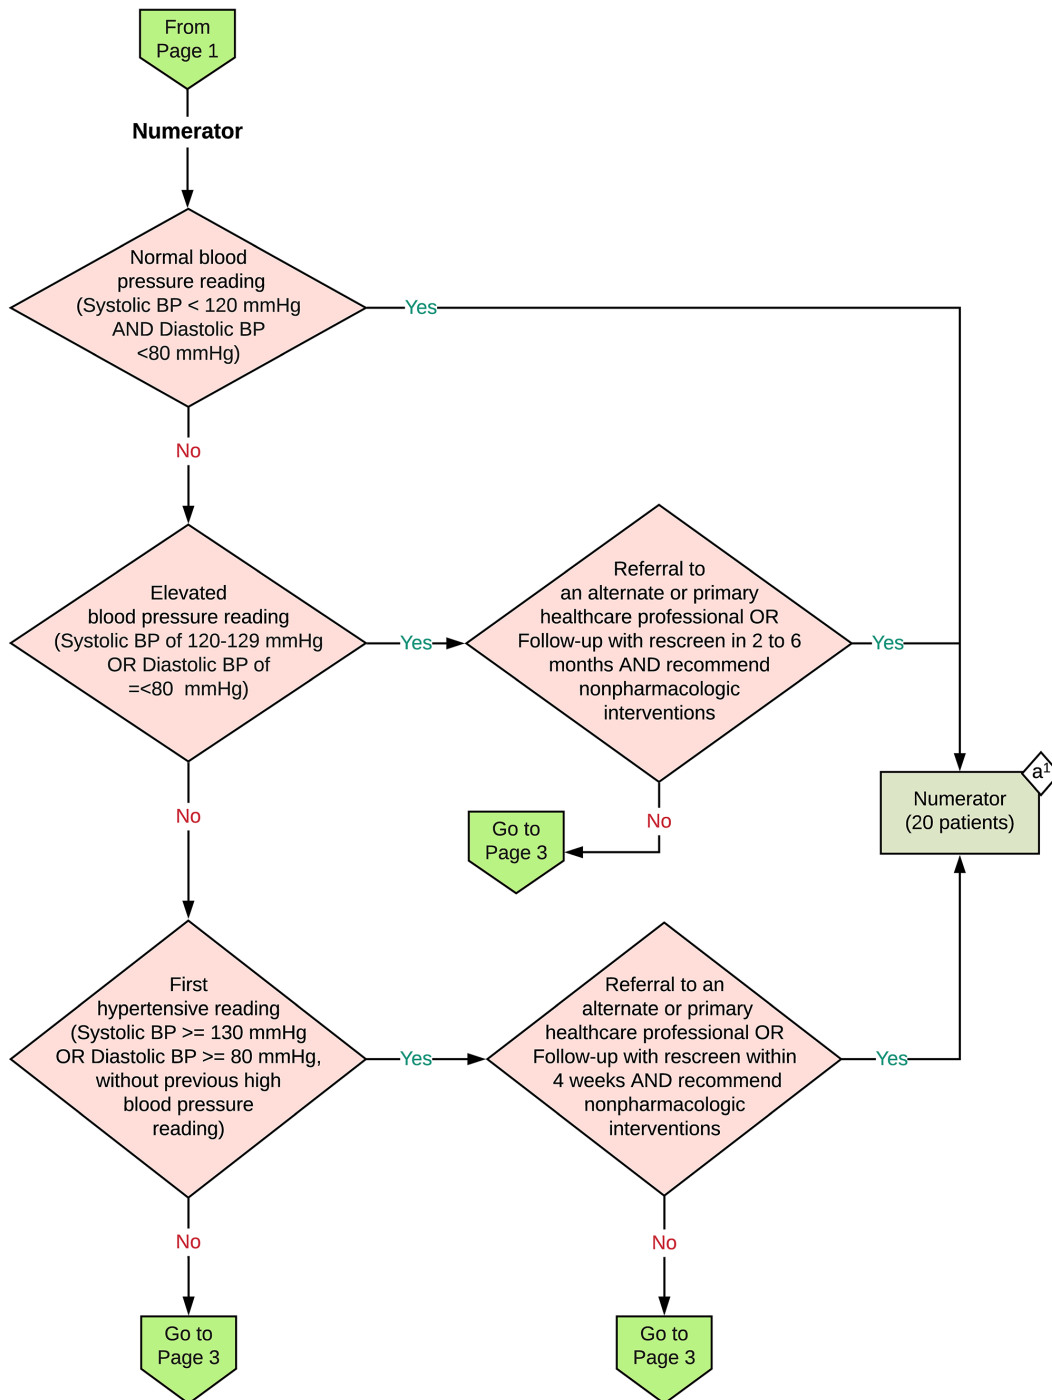 From
Page 1
Numerator
Normal blood
pressure reading
(Systolic BP < 120 mmHg
AND Diastolic BP
<80 mmHg)
Yes
No
Elevated
blood pressure reading
(Systolic BP of 120-129 mmHg
OR Diastolic BP of
=<80 mmHg)
Yes
Referral to
an alternate or primary
healthcare professional OR
Follow-up with rescreen in 2 to 6
months AND recommend
nonpharmacologic
interventions
Yes
No
Go to
Page 3
No
a¹
Numerator
(20 patients)
First
hypertensive reading
(Systolic BP >= 130 mmHg
OR Diastolic BP >= 80 mmHg,
without previous high
blood pressure
reading)
Yes
Referral to an
alternate or primary
healthcare professional OR
Follow-up with rescreen within
4 weeks AND recommend
nonpharmacologic
interventions
Yes
No
Go to
Page 3
No
Go to
Page 3